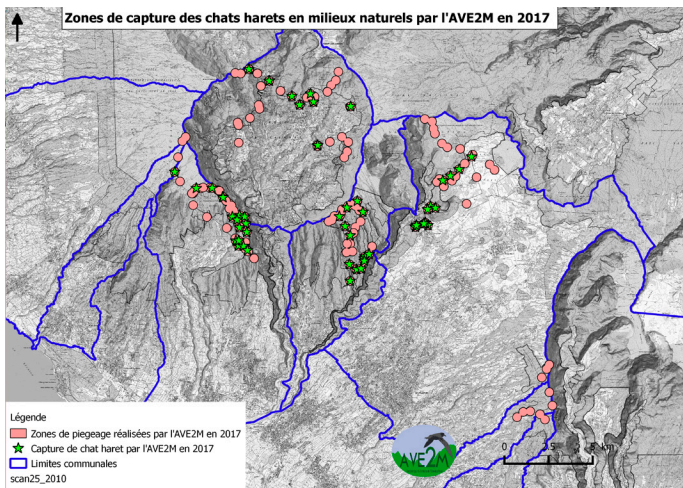 Zones de capture des chats harets en milieux naturels par l'AVE2M en 2017
Légende
Zones de piegeage réalisées par l'AVE2M en 2017
Capture de chat haret par l'AVE2M en 2017
Limites communales
scan25_2010
AVE2M
0 2.5 5 km